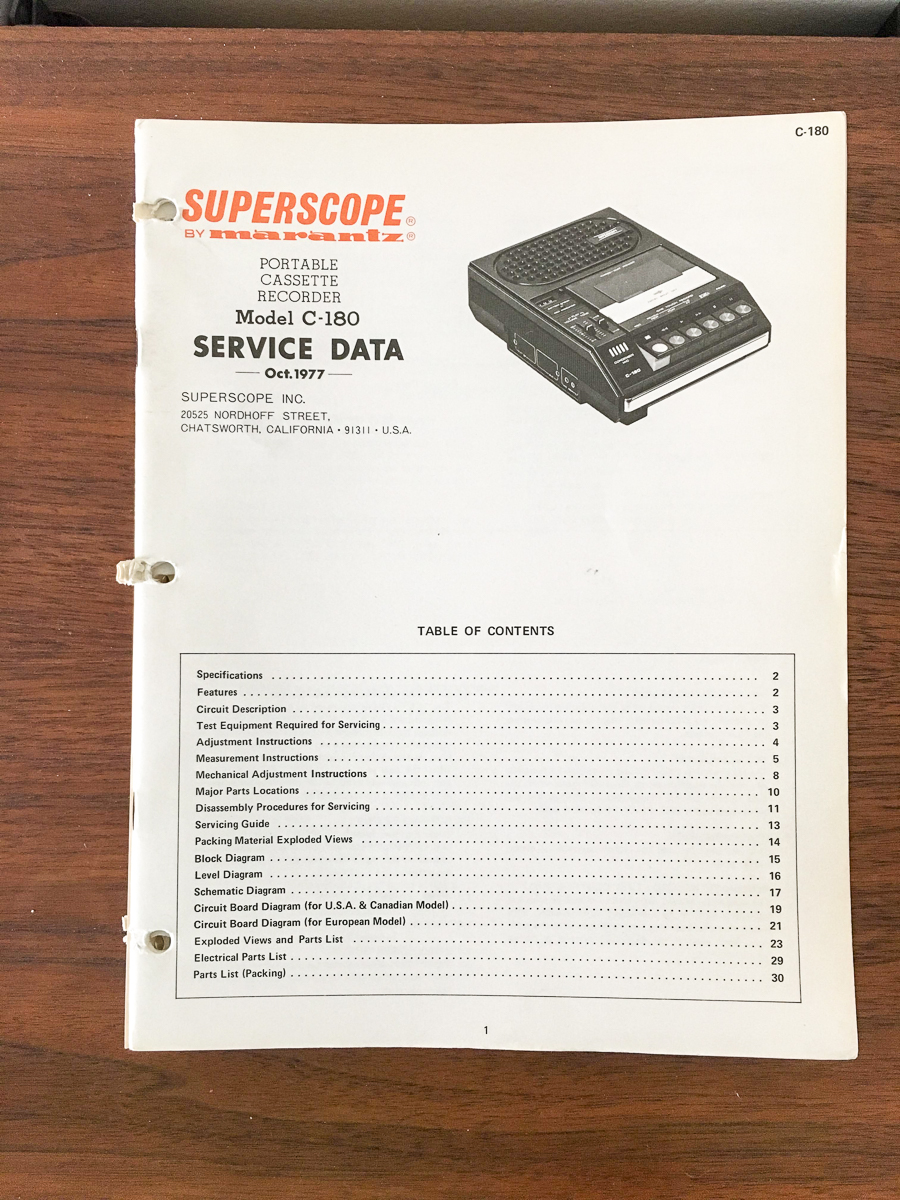 C-180
SUPERSCOPE®
BY marantz®
PORTABLE
CASSETTE
RECORDER
Model C-180
SERVICE DATA
Oct.1977
SUPERSCOPE INC.
20525 NORDHOFF STREET,
CHATSWORTH, CALIFORNIA · 91311 · U.S.A.
C-180
TABLE OF CONTENTS
Specifications 2
Features 2
Circuit Description 3
Test Equipment Required for Servicing 3
Adjustment Instructions 4
Measurement Instructions 5
Mechanical Adjustment Instructions 8
Major Parts Locations 10
Disassembly Procedures for Servicing 11
Servicing Guide 13
Packing Material Exploded Views 14
Block Diagram 15
Level Diagram 16
Schematic Diagram 17
Circuit Board Diagram (for U.S.A. & Canadian Model) 19
Circuit Board Diagram (for European Model) 21
Exploded Views and Parts List 23
Electrical Parts List 29
Parts List (Packing) 30
1